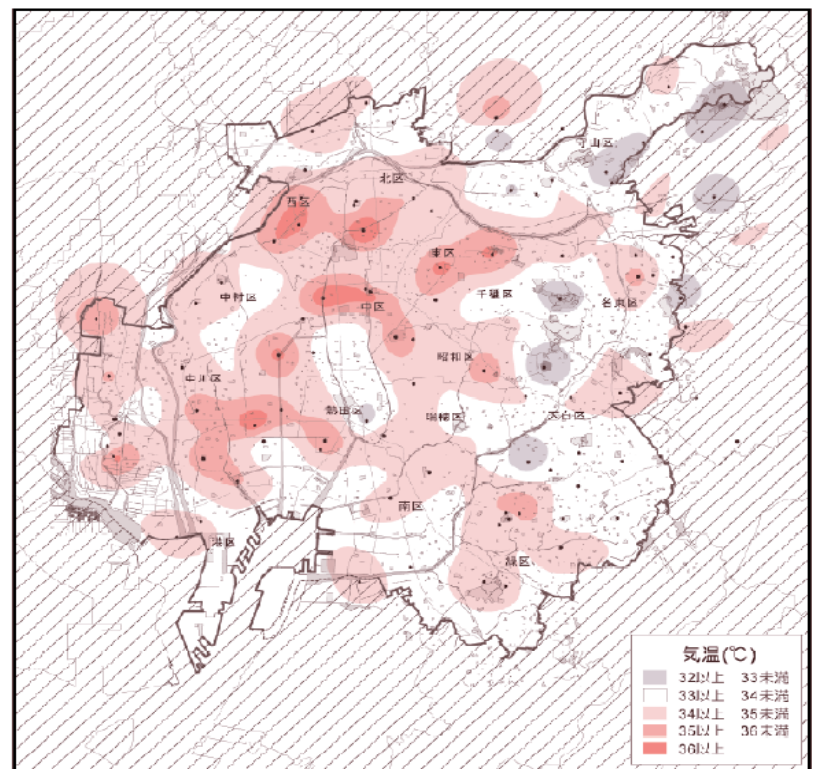 守山区
北区
西区
東区
中村区
中区
千種区
名東区
昭和区
中川区
熱田区
瑞穂区
天白区
南区
港区
緑区
気温(℃)
32以上 33未満
33以上 34未満
34以上 35未満
35以上 36未満
36以上